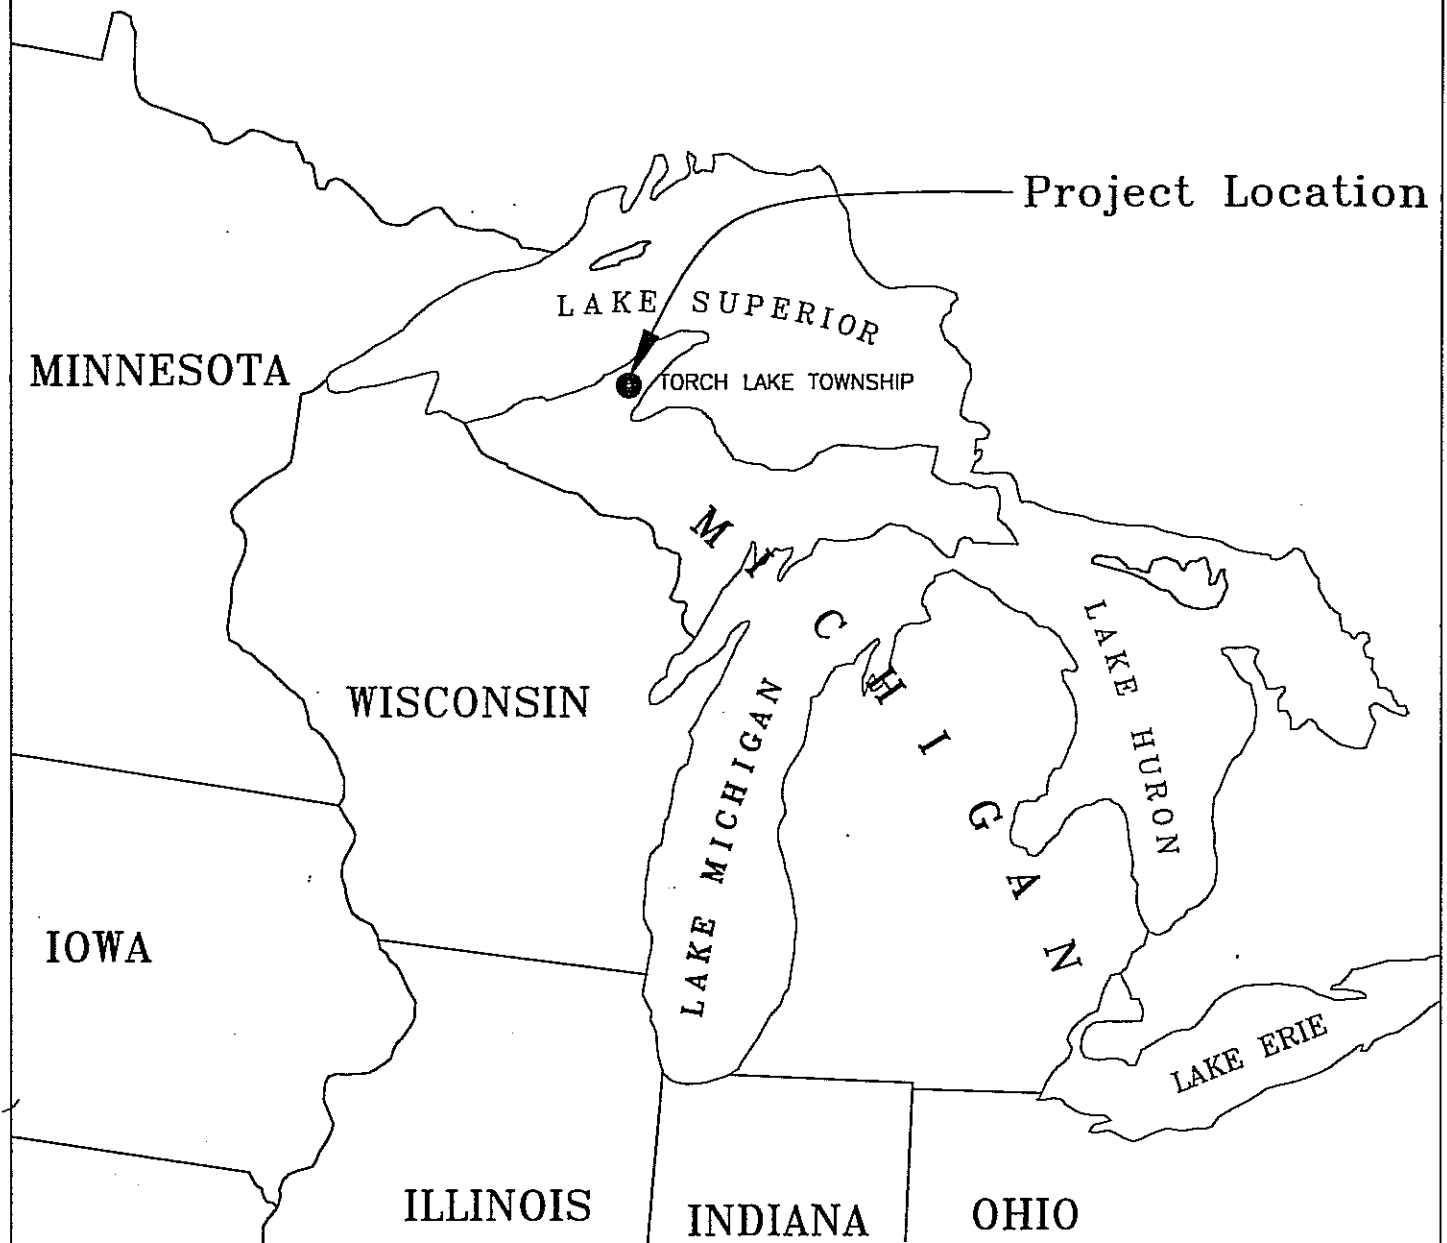 Project Location
LAKE SUPERIOR
MINNESOTA
TORCH LAKE TOWNSHIP
MICHIGAN
LAKE HURON
WISCONSIN
LAKE MICHIGAN
IOWA
LAKE ERIE
ILLINOIS
INDIANA
OHIO